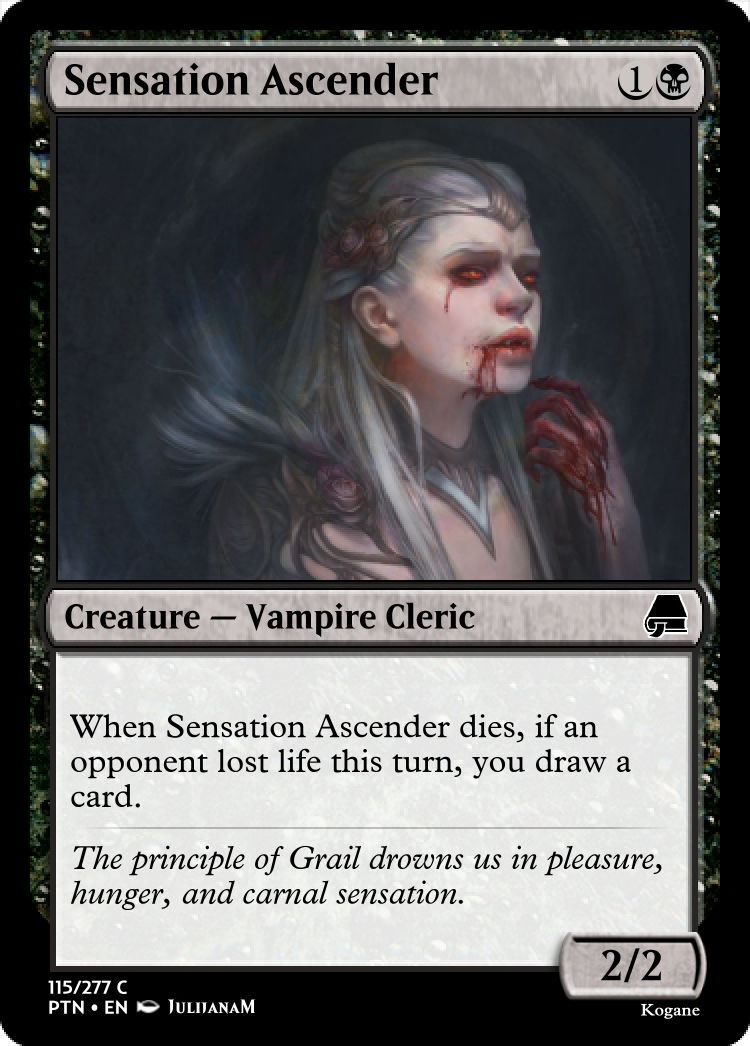 Sensation Ascender 1
Creature — Vampire Cleric
When Sensation Ascender dies, if an
opponent lost life this turn, you draw a
card.
The principle of Grail drowns us in pleasure,
hunger, and carnal sensation.
2/2
115/277 C
PTN • EN JULIJANAM
Kogane